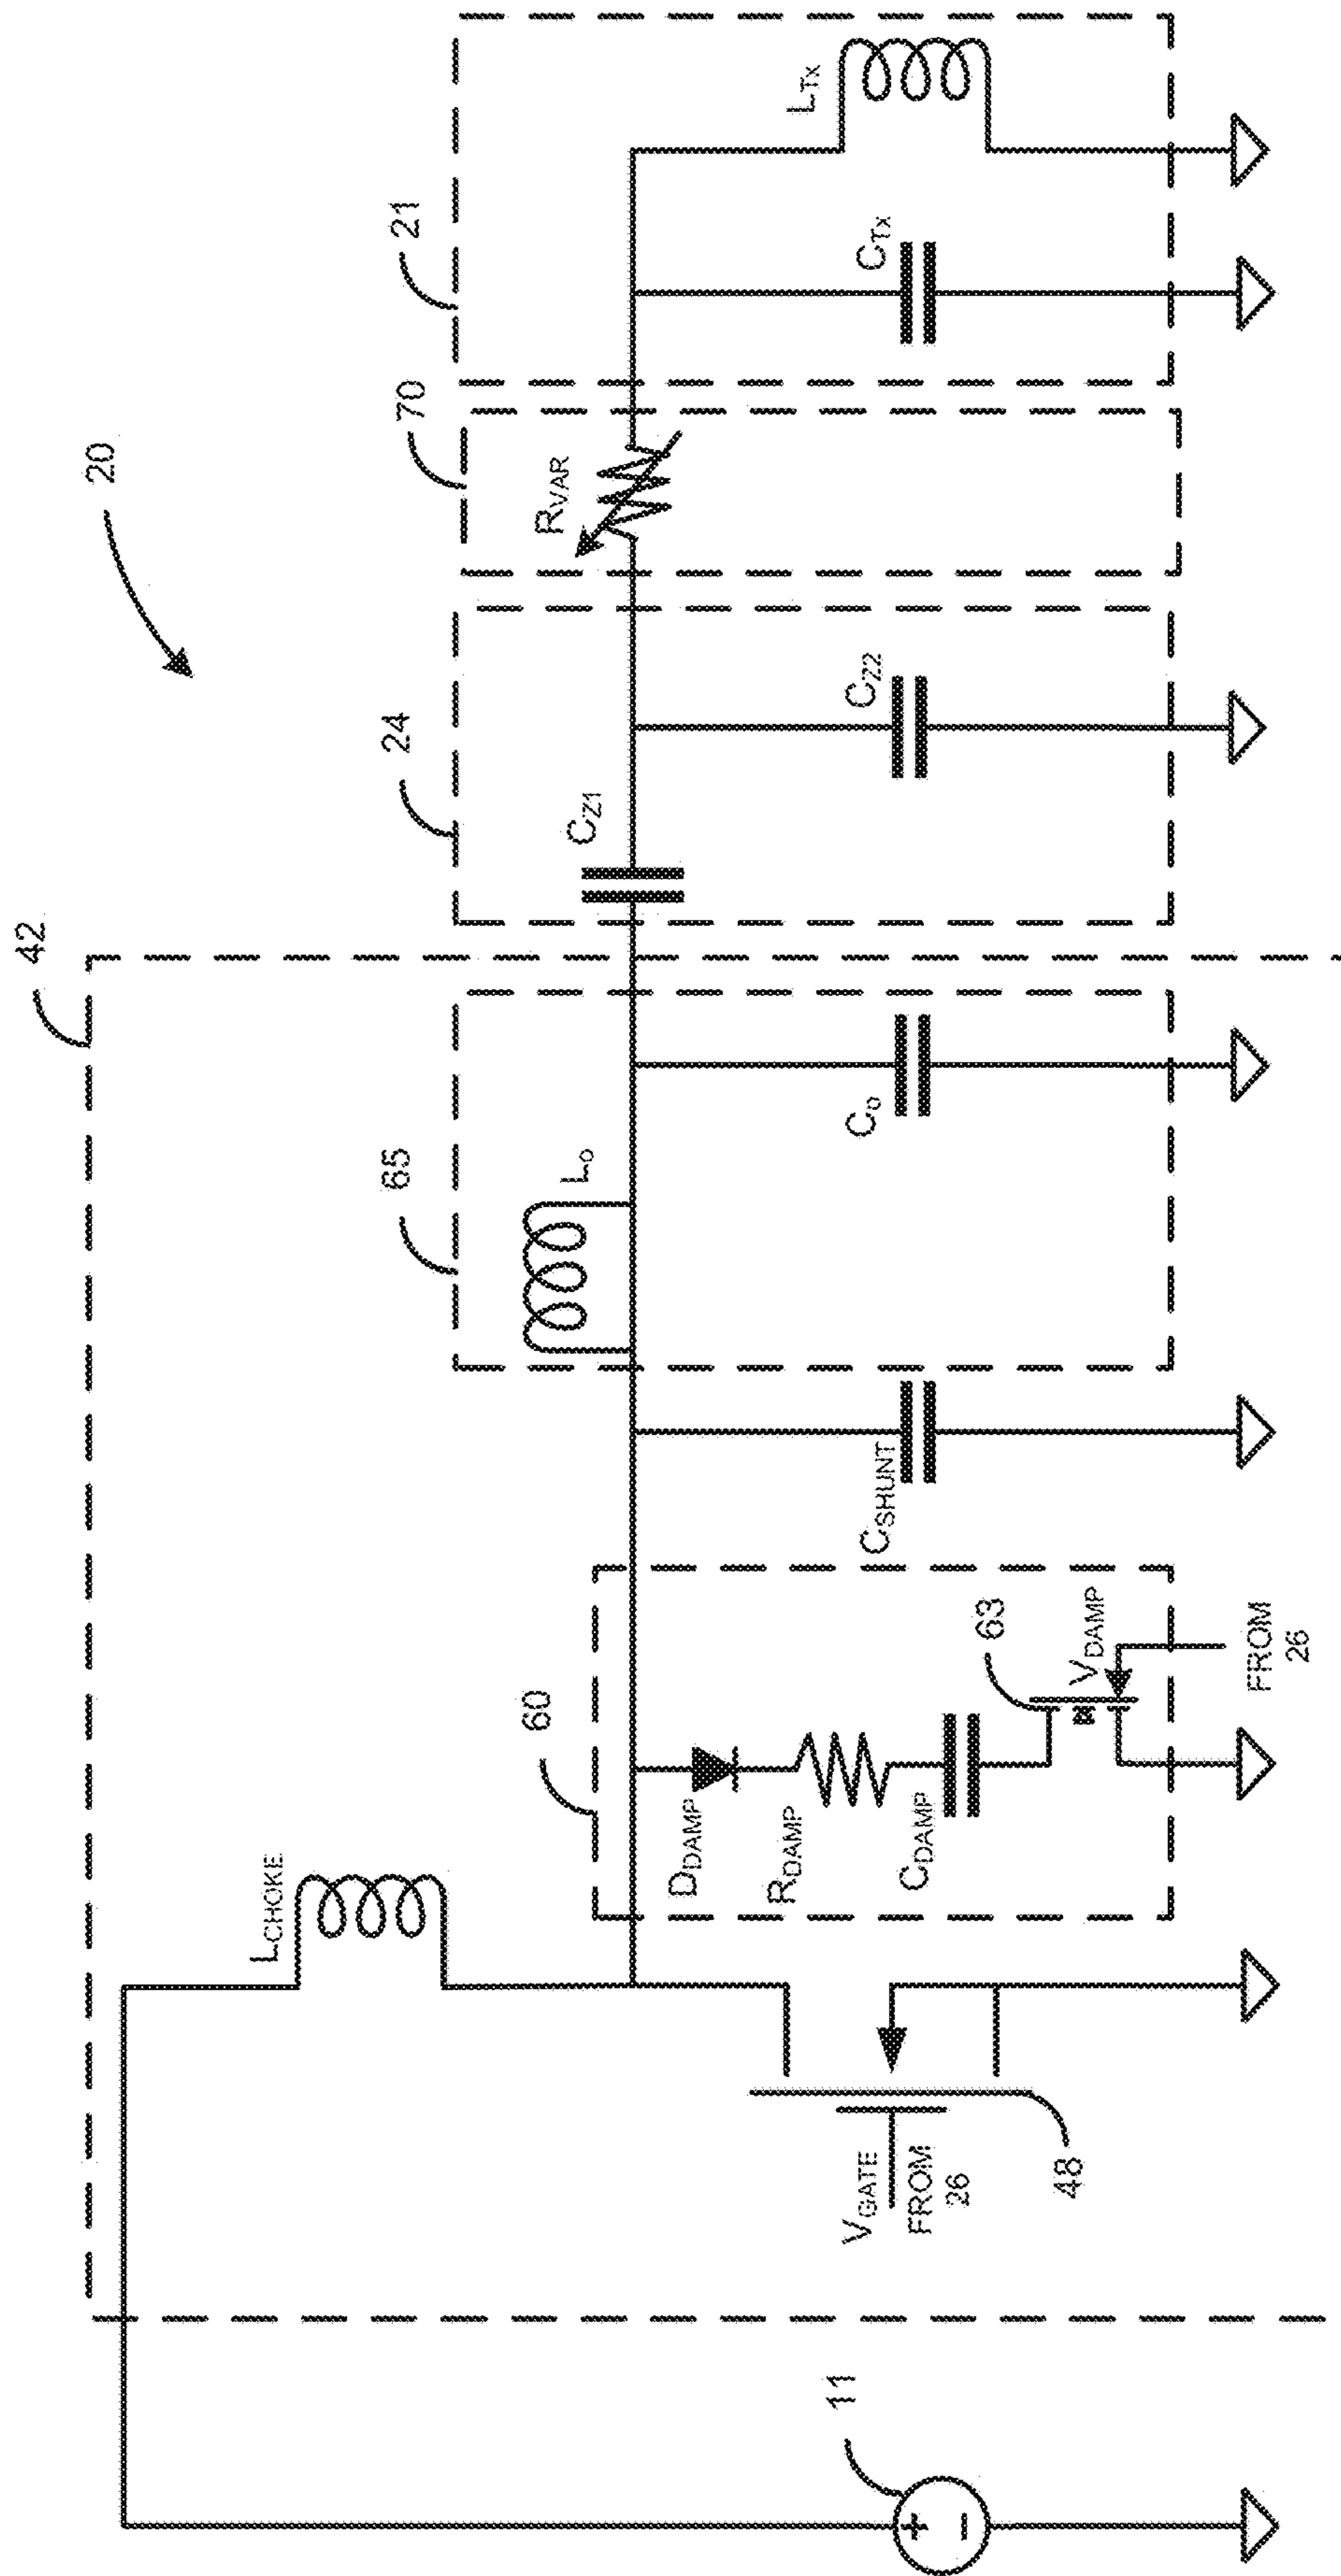 20
42
21
70
24
65
60
11
L_CHOKE
R_VAR
L_Tx
C_Z1
L_o
C_Tx
C_Z2
C_o
C_SHUNT
D_DAMP
R_DAMP
C_DAMP
63
V_DAMP
FROM
26
V_GATE
FROM
26
48
+
−